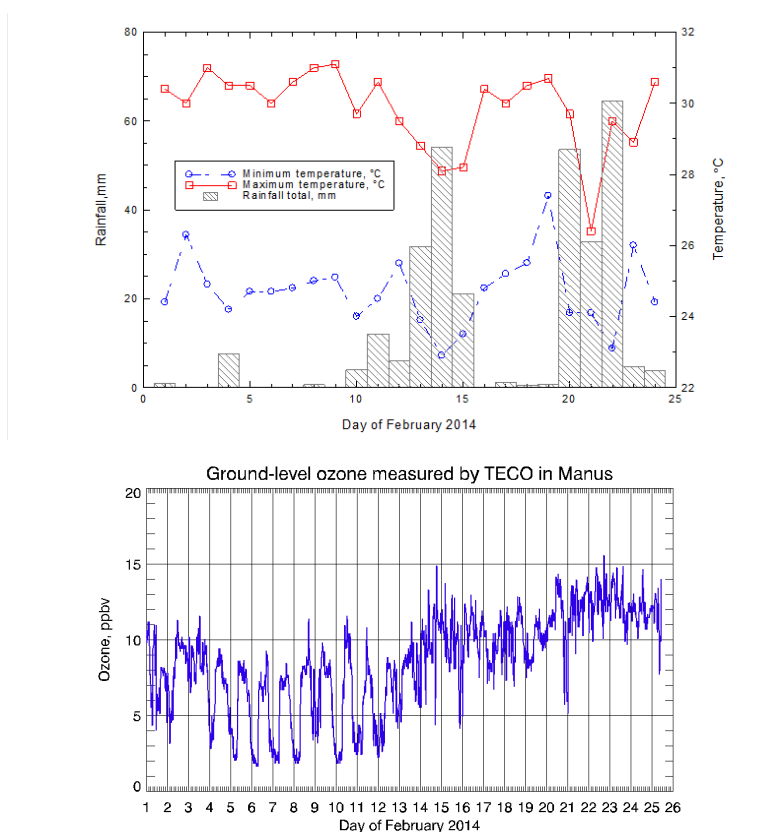 80
60
40
20
0
Rainfall,mm
32
30
28
26
24
22
Temperature, °C
Minimum temperature, °C
Maximum temperature, °C
Rainfall total, mm
0 5 10 15 20 25
Day of February 2014
Ground-level ozone measured by TECO in Manus
20
15
10
5
0
Ozone, ppbv
1 2 3 4 5 6 7 8 9 10 11 12 13 14 15 16 17 18 19 20 21 22 23 24 25 26
Day of February 2014